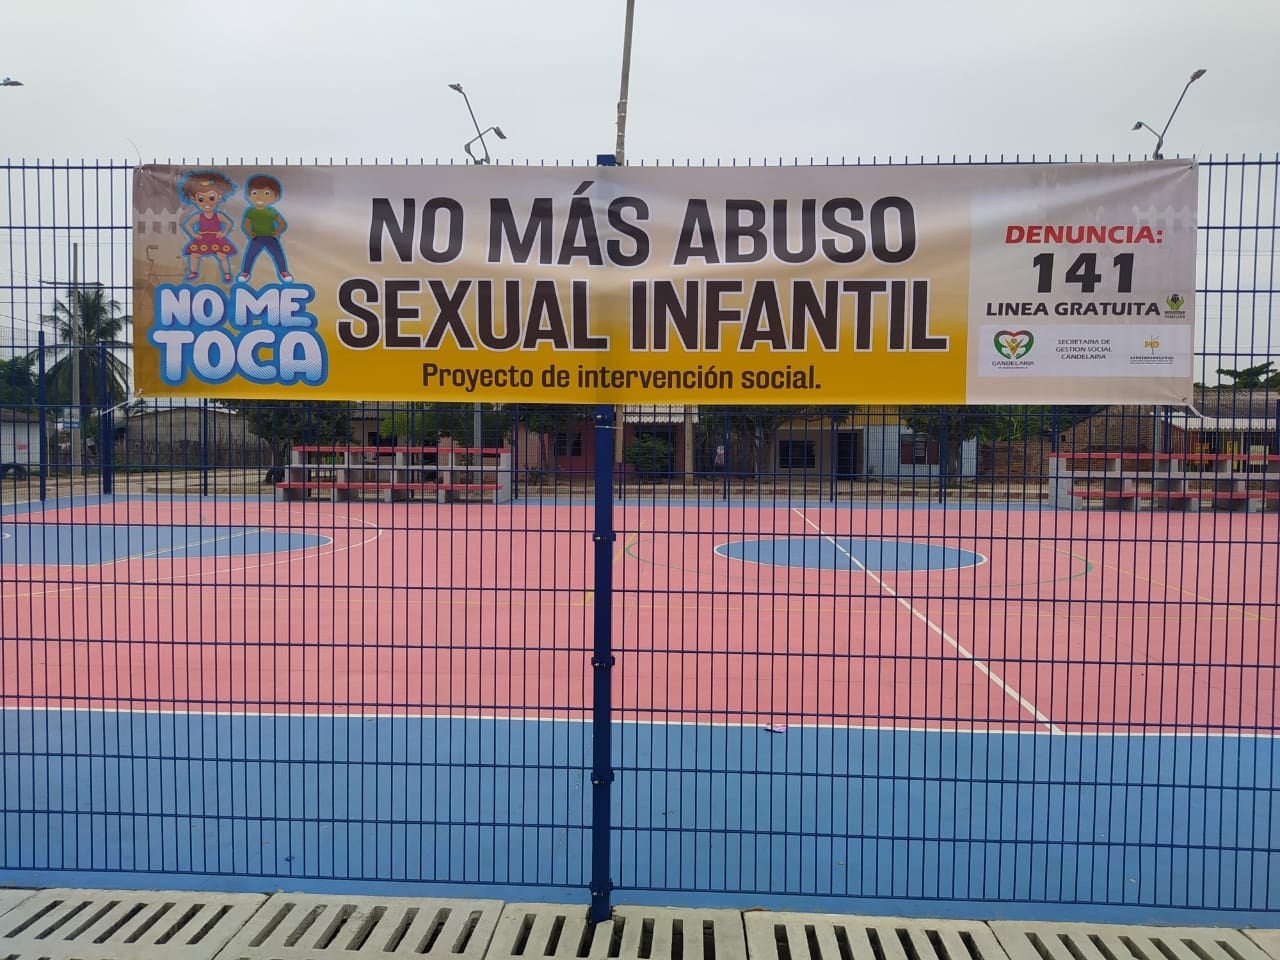 NO ME
TOCA
NO MÁS ABUSO
SEXUAL INFANTIL
Proyecto de intervención social.
DENUNCIA:
141
LINEA GRATUITA
CANDELARIA
SECRETARIA DE
GESTION SOCIAL
CANDELARIA
UNIMINUTO